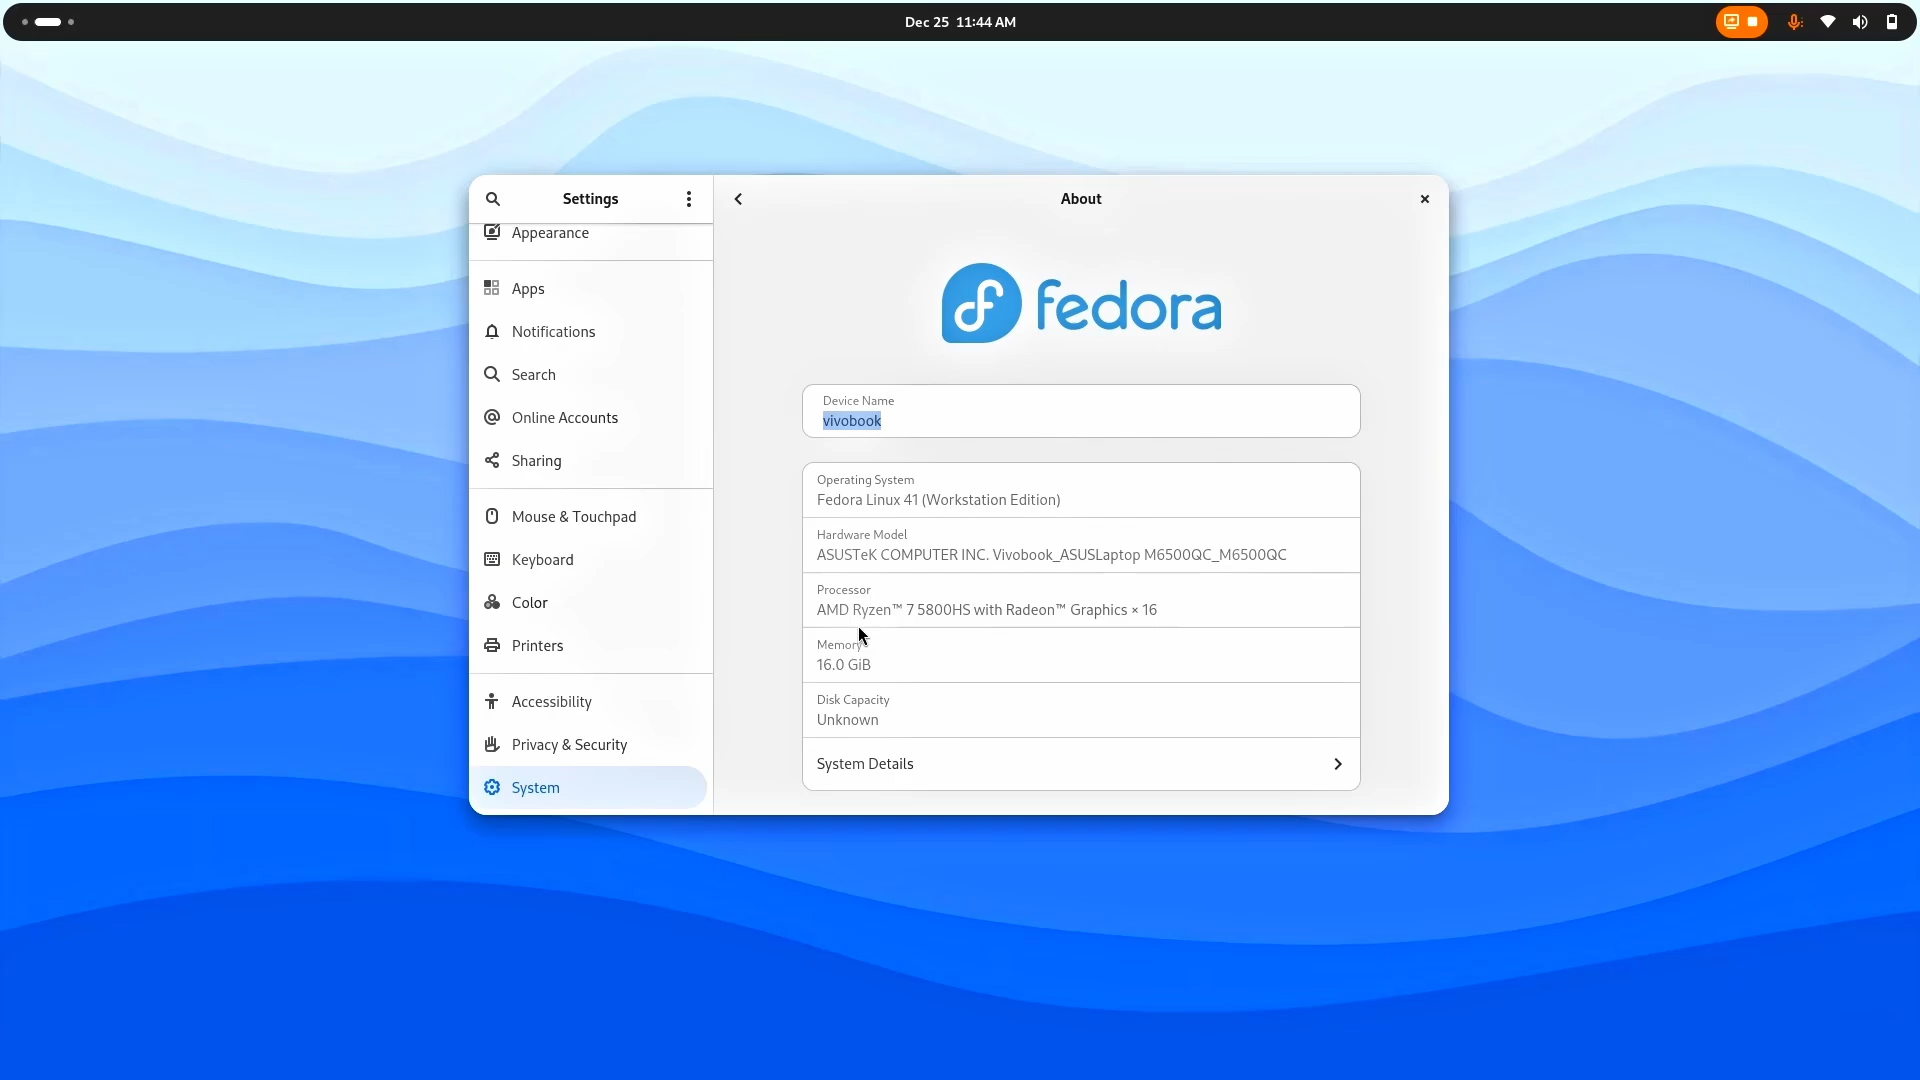 Dec 25 11:44 AM
Settings
About
Appearance
Apps
Notifications
Search
Online Accounts
Sharing
Mouse & Touchpad
Keyboard
Color
Printers
Accessibility
Privacy & Security
System
fedora
Device Name
vivobook
Operating System
Fedora Linux 41 (Workstation Edition)
Hardware Model
ASUSTeK COMPUTER INC. Vivobook_ASUSLaptop M6500QC_M6500QC
Processor
AMD Ryzen™ 7 5800HS with Radeon™ Graphics × 16
Memory
16.0 GiB
Disk Capacity
Unknown
System Details